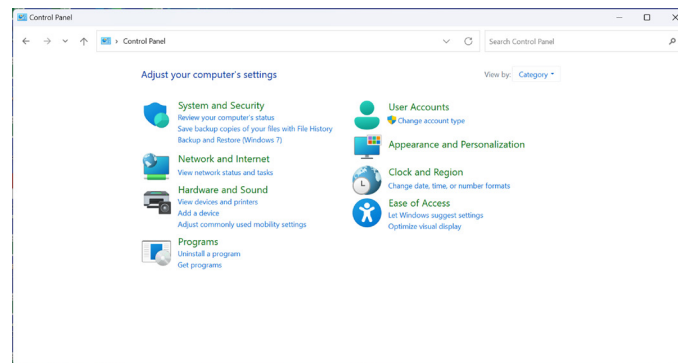 Control Panel
Control Panel
Search Control Panel
Adjust your computer's settings
View by: Category
System and Security
Review your computer's status
Save backup copies of your files with File History
Backup and Restore (Windows 7)
Network and Internet
View network status and tasks
Hardware and Sound
View devices and printers
Add a device
Adjust commonly used mobility settings
Programs
Uninstall a program
Get programs
User Accounts
Change account type
Appearance and Personalization
Clock and Region
Change date, time, or number formats
Ease of Access
Let Windows suggest settings
Optimize visual display